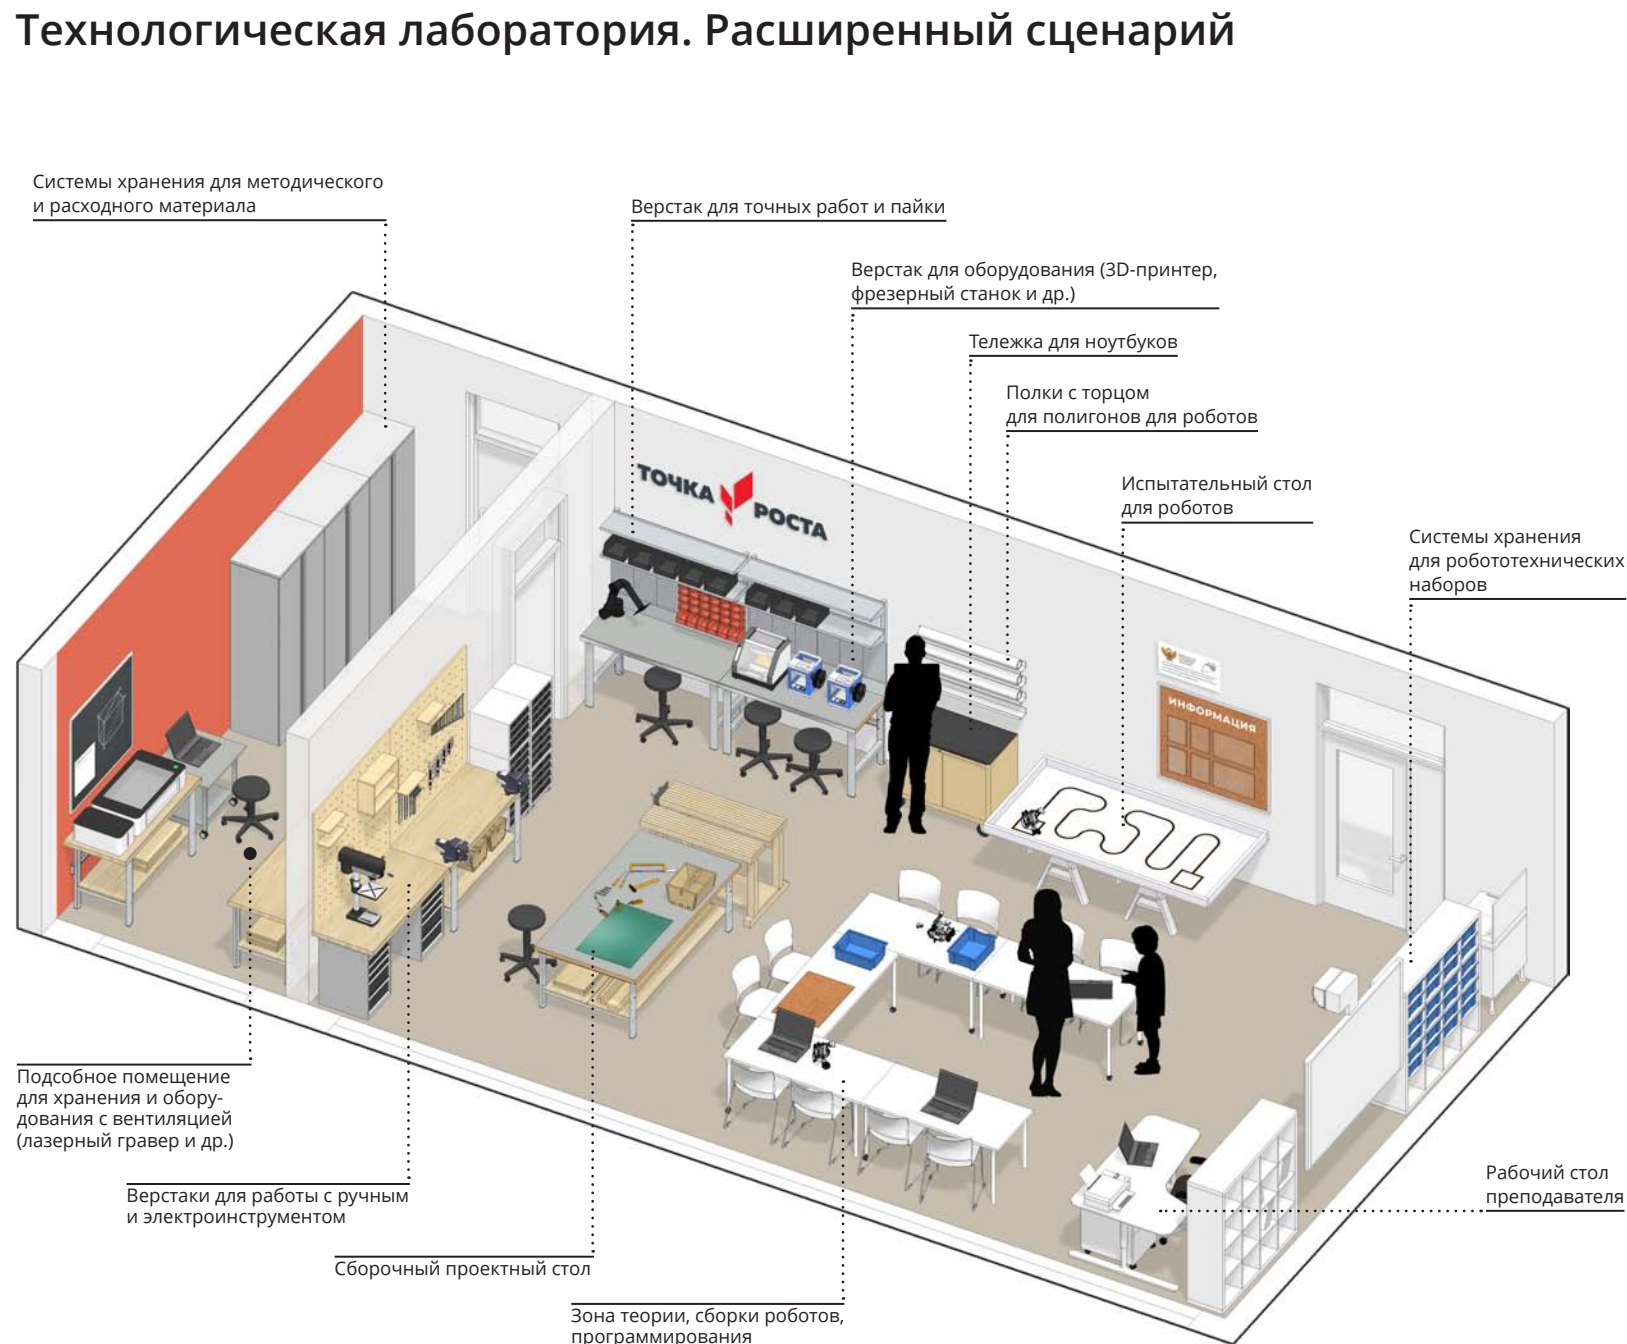 Технологическая лаборатория. Расширенный сценарий
Системы хранения для методического
и расходного материала
Верстак для точных работ и пайки
Верстак для оборудования (3D-принтер,
фрезерный станок и др.)
Тележка для ноутбуков
Полки с торцом
для полигонов для роботов
Испытательный стол
для роботов
Системы хранения
для робототехнических
наборов
ТОЧКА
РОСТА
ИНФОРМАЦИЯ
Подсобное помещение
для хранения и обору-
дования с вентиляцией
(лазерный гравер и др.)
Верстаки для работы с ручным
и электроинструментом
Сборочный проектный стол
Зона теории, сборки роботов,
программирования
Рабочий стол
преподавателя